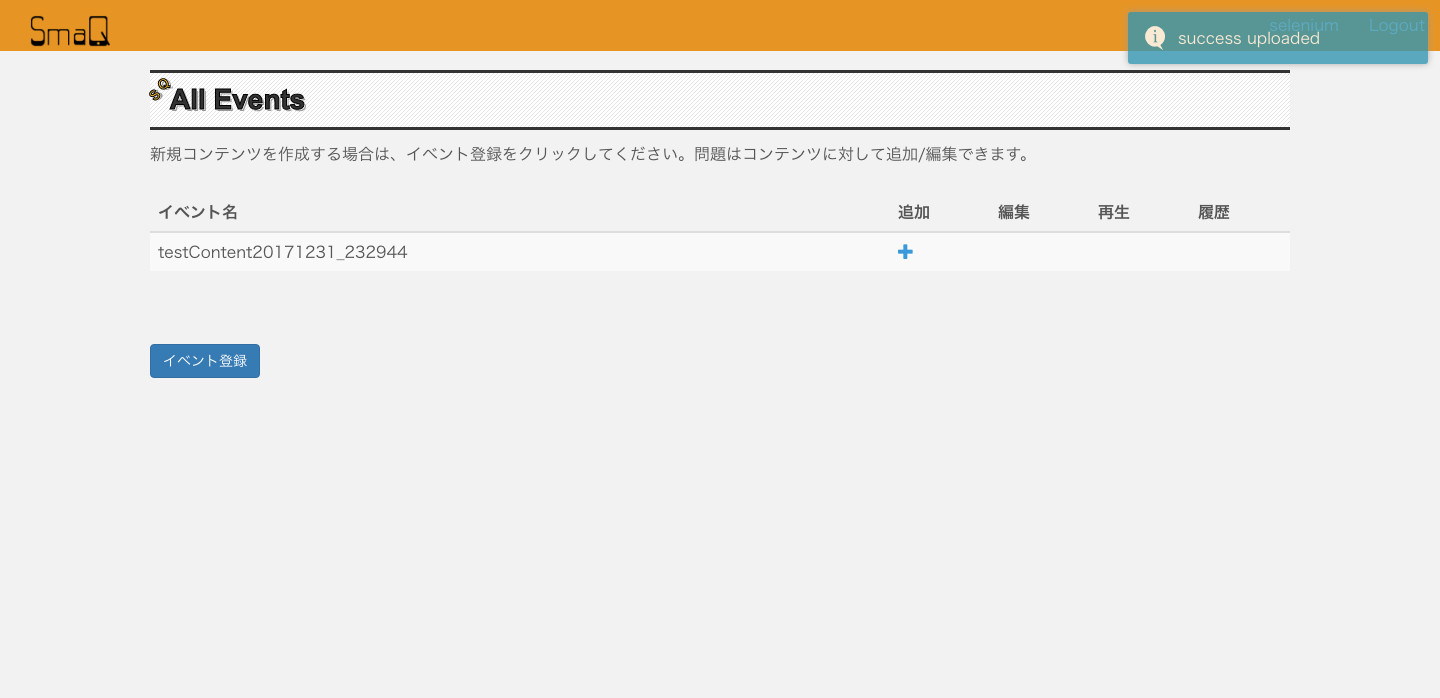 SmaQ
selenium Logout
success uploaded
SQ
All Events
新規コンテンツを作成する場合は、イベント登録をクリックしてください。問題はコンテンツに対して追加/編集できます。
イベント名 追加 編集 再生 履歴
testContent20171231_232944
イベント登録